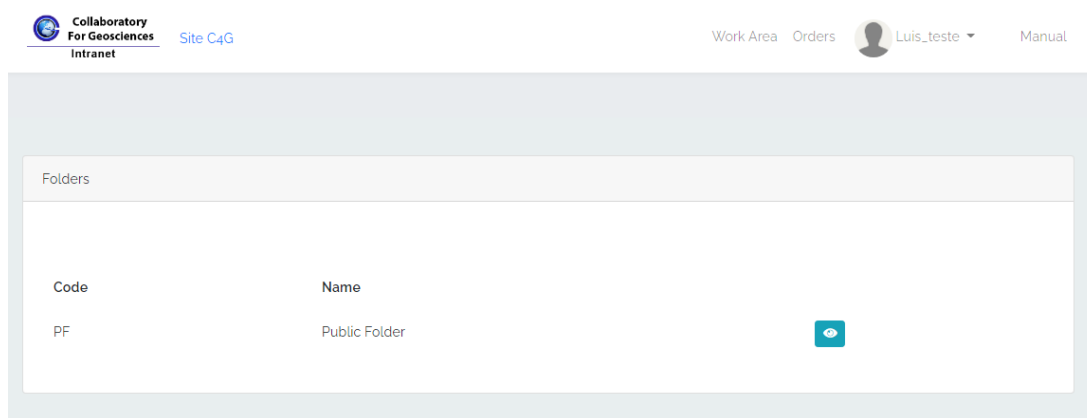 Collaboratory
For Geosciences
Intranet
Site C4G
Work Area Orders Luis_teste Manual
Folders
Code Name
PF Public Folder